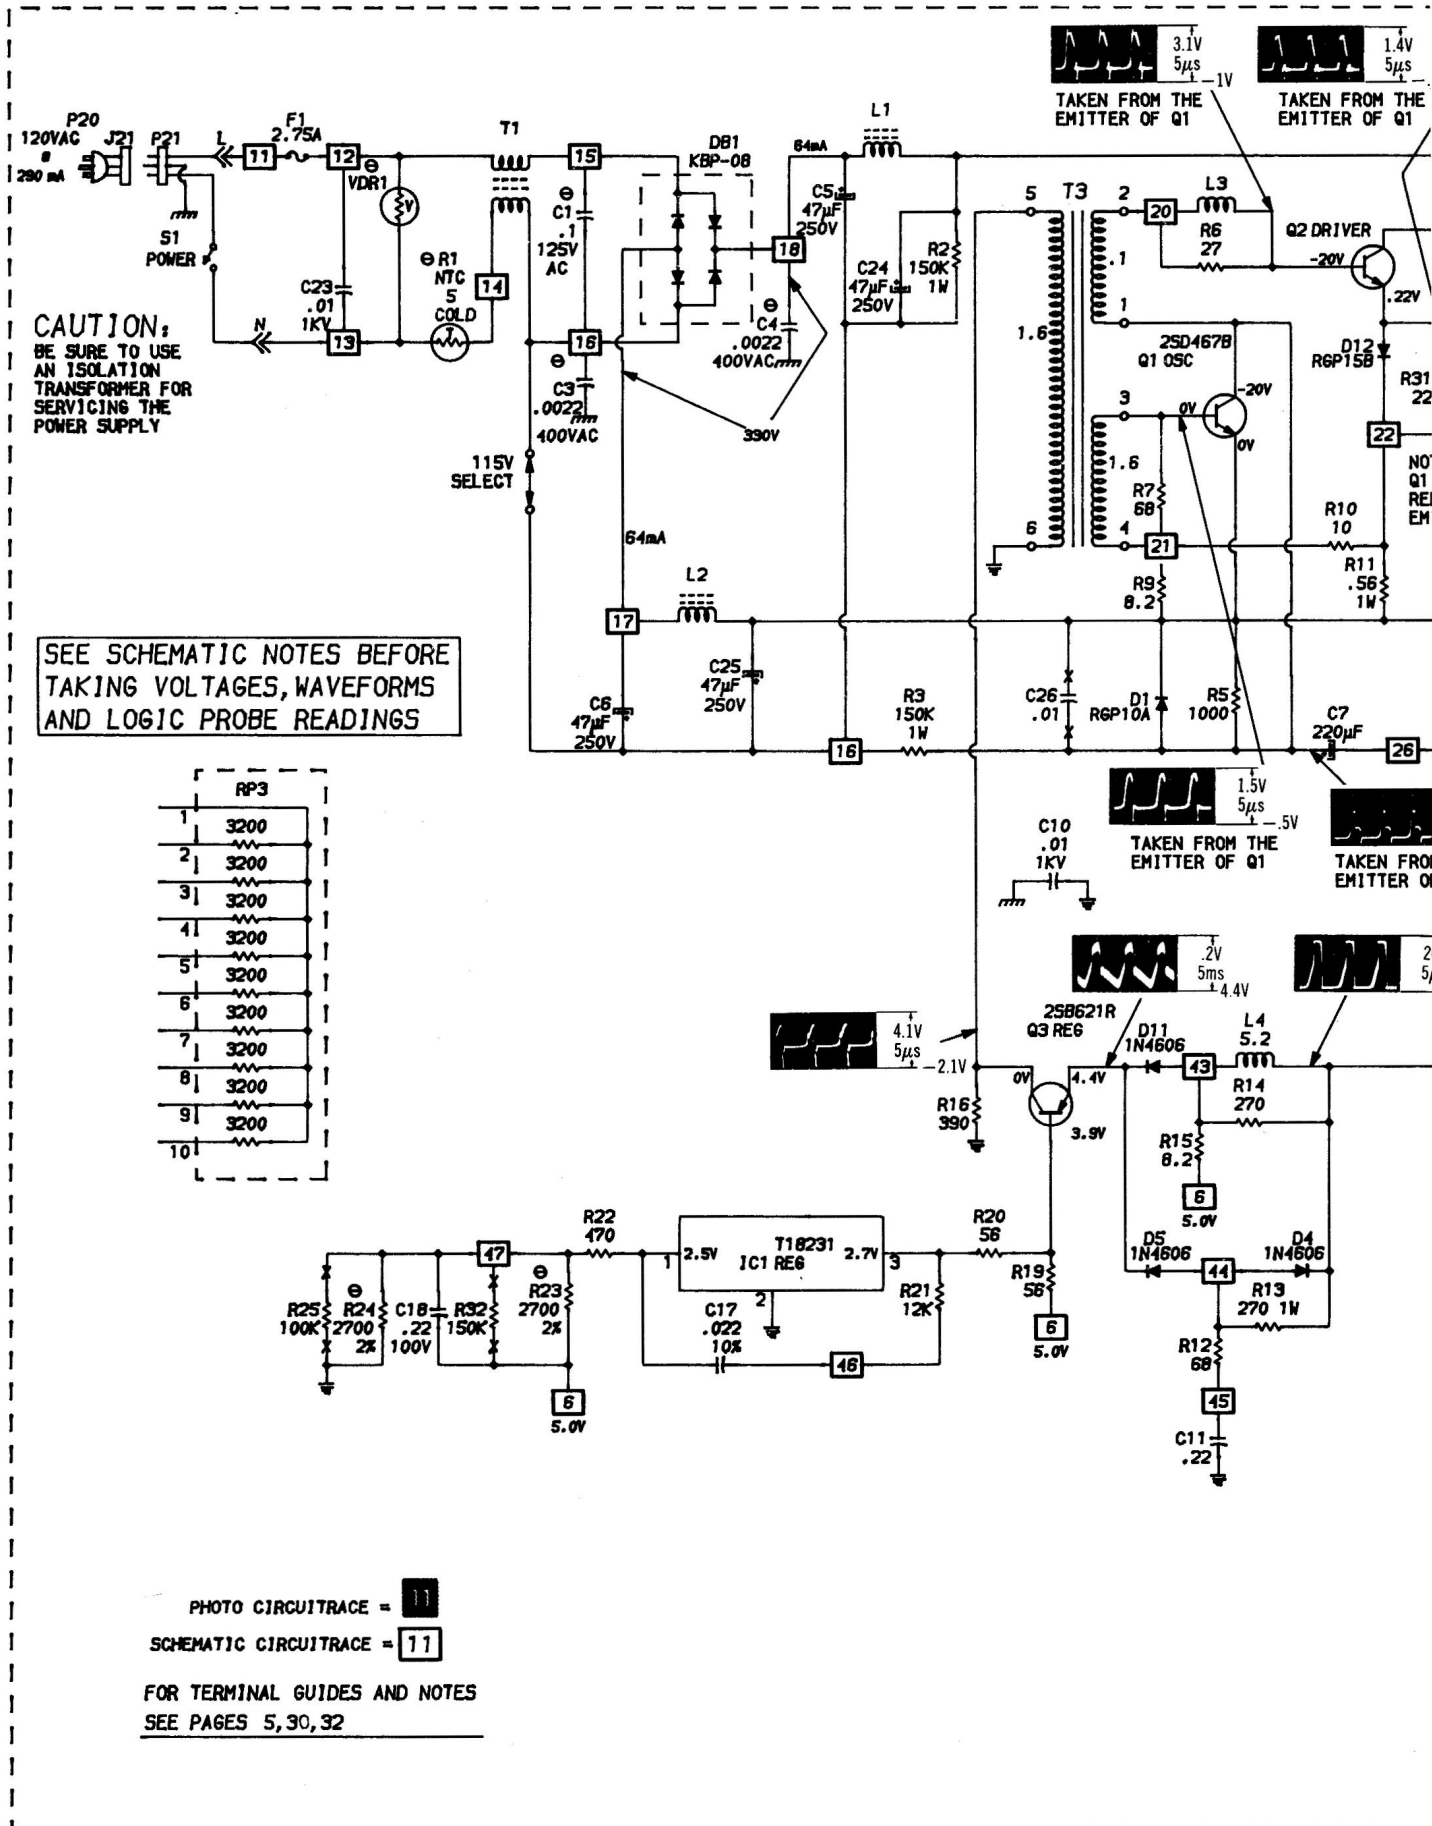 3.1V
5µs
—1V
TAKEN FROM THE
EMITTER OF Q1
1.4V
5µs
TAKEN FROM THE
EMITTER OF Q1
P20
120VAC
@
290 mA
J21
P21
L
F1
2.75A
11
12
VDR1
V
T1
15
DB1
KBP-08
64mA
L1
C5
47µF
250V
C1
.1
125V
AC
18
S1
POWER
R1
NTC
5
COLD
14
C23
.01
1KV
N
13
16
C3
.0022
400VAC
C4
.0022
400VAC
390V
C24
47µF
250V
R2
150K
1W
CAUTION:
BE SURE TO USE
AN ISOLATION
TRANSFORMER FOR
SERVICING THE
POWER SUPPLY
115V
SELECT
5
T3
2
20
L3
R6
27
Q2 DRIVER
-20V
.22V
.1
1
1.6
2SD467B
Q1 OSC
-20V
0V
0V
D12
RGP15B
R31
22
22
3
1.6
R7
68
6
4
21
R10
10
R11
.56
1W
R9
8.2
NO
Q1
EM
64mA
L2
17
C25
47µF
250V
C6
47µF
250V
16
R3
150K
1W
C26
.01
D1
RGP10A
R5
1000
C7
220µF
26
SEE SCHEMATIC NOTES BEFORE
TAKING VOLTAGES, WAVEFORMS
AND LOGIC PROBE READINGS
1.5V
5µs
—.5V
TAKEN FROM THE
EMITTER OF Q1
TAKEN FRO
EMITTER O
C10
.01
1KV
RP3
1
3200
2
3200
3
3200
4
3200
5
3200
6
3200
7
3200
8
3200
9
3200
10
.2V
5ms
4.4V
2
5
4.1V
5µs
—2.1V
2SB621R
Q3 REG
0V
4.4V
3.9V
D11
1N4606
43
L4
5.2
R14
270
R15
8.2
6
5.0V
R16
390
R22
470
1
2.5V
T18231
IC1 REG
2.7V
3
2
R20
56
R19
56
6
5.0V
R21
12K
C17
.022
10%
46
47
R25
100K
R24
2700
2%
C18
.22
100V
R32
150K
R23
2700
2%
6
5.0V
D5
1N4606
44
D4
1N4606
R13
270 1W
R12
68
45
C11
.22
PHOTO CIRCUITRACE = 11
SCHEMATIC CIRCUITRACE = 11
FOR TERMINAL GUIDES AND NOTES
SEE PAGES 5,30,32